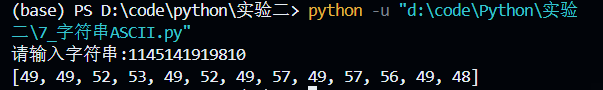 (base) PS D:\code\python\实验二> python -u "d:\code\Python\实验
二\7_字符串ASCII.py"
请输入字符串:1145141919810
[49, 49, 52, 53, 49, 52, 49, 57, 49, 57, 56, 49, 48]